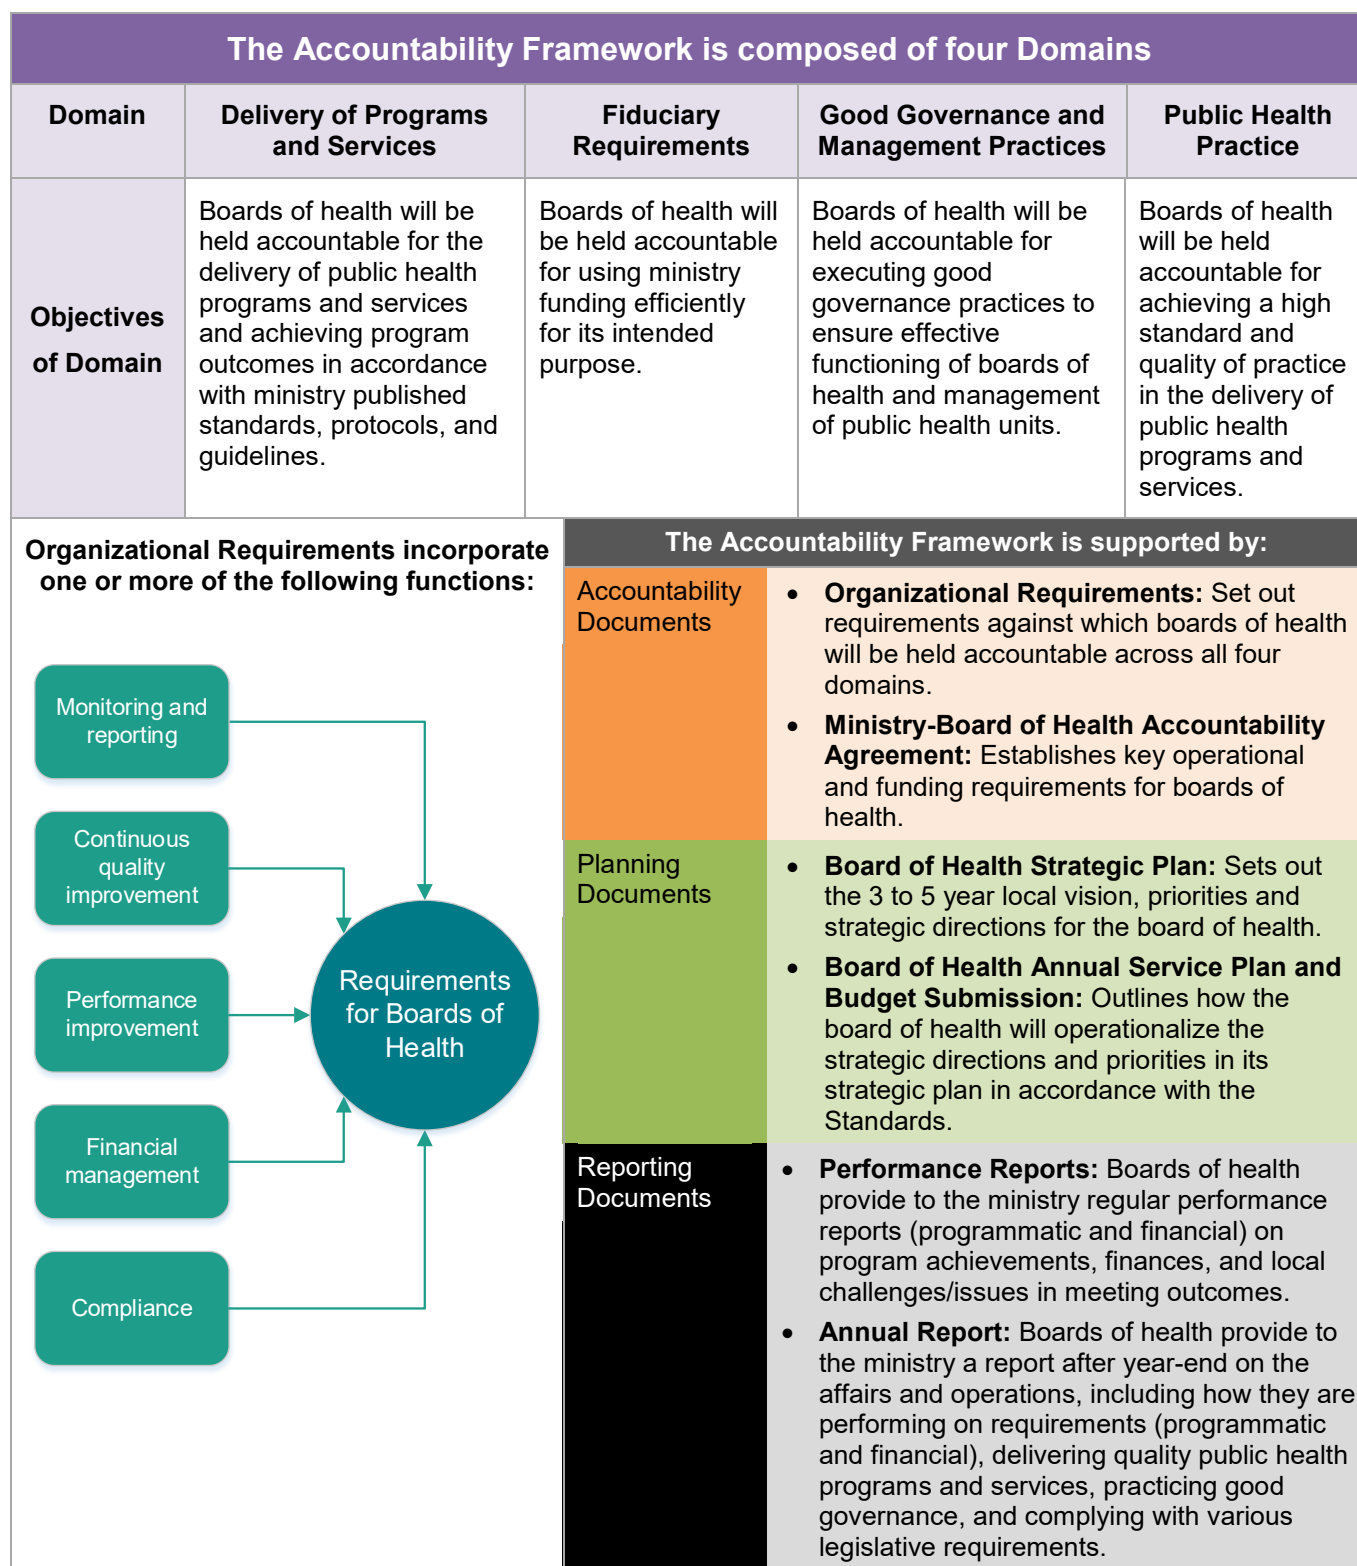 The Accountability Framework is composed of four Domains
Domain
Delivery of Programs
and Services
Fiduciary
Requirements
Good Governance and
Management Practices
Public Health
Practice
Objectives
of Domain
Boards of health will be
held accountable for the
delivery of public health
programs and services
and achieving program
outcomes in accordance
with ministry published
standards, protocols, and
guidelines.
Boards of health will
be held accountable
for using ministry
funding efficiently
for its intended
purpose.
Boards of health will be
held accountable for
executing good
governance practices to
ensure effective
functioning of boards of
health and management
of public health units.
Boards of health
will be held
accountable for
achieving a high
standard and
quality of practice
in the delivery of
public health
programs and
services.
Organizational Requirements incorporate
one or more of the following functions:
Monitoring and
reporting
Continuous
quality
improvement
Performance
improvement
Financial
management
Compliance
Requirements
for Boards of
Health
The Accountability Framework is supported by:
Accountability
Documents
• Organizational Requirements: Set out
requirements against which boards of health
will be held accountable across all four
domains.
• Ministry-Board of Health Accountability
Agreement: Establishes key operational
and funding requirements for boards of
health.
Planning
Documents
• Board of Health Strategic Plan: Sets out
the 3 to 5 year local vision, priorities and
strategic directions for the board of health.
• Board of Health Annual Service Plan and
Budget Submission: Outlines how the
board of health will operationalize the
strategic directions and priorities in its
strategic plan in accordance with the
Standards.
Reporting
Documents
• Performance Reports: Boards of health
provide to the ministry regular performance
reports (programmatic and financial) on
program achievements, finances, and local
challenges/issues in meeting outcomes.
• Annual Report: Boards of health provide to
the ministry a report after year-end on the
affairs and operations, including how they are
performing on requirements (programmatic
and financial), delivering quality public health
programs and services, practicing good
governance, and complying with various
legislative requirements.